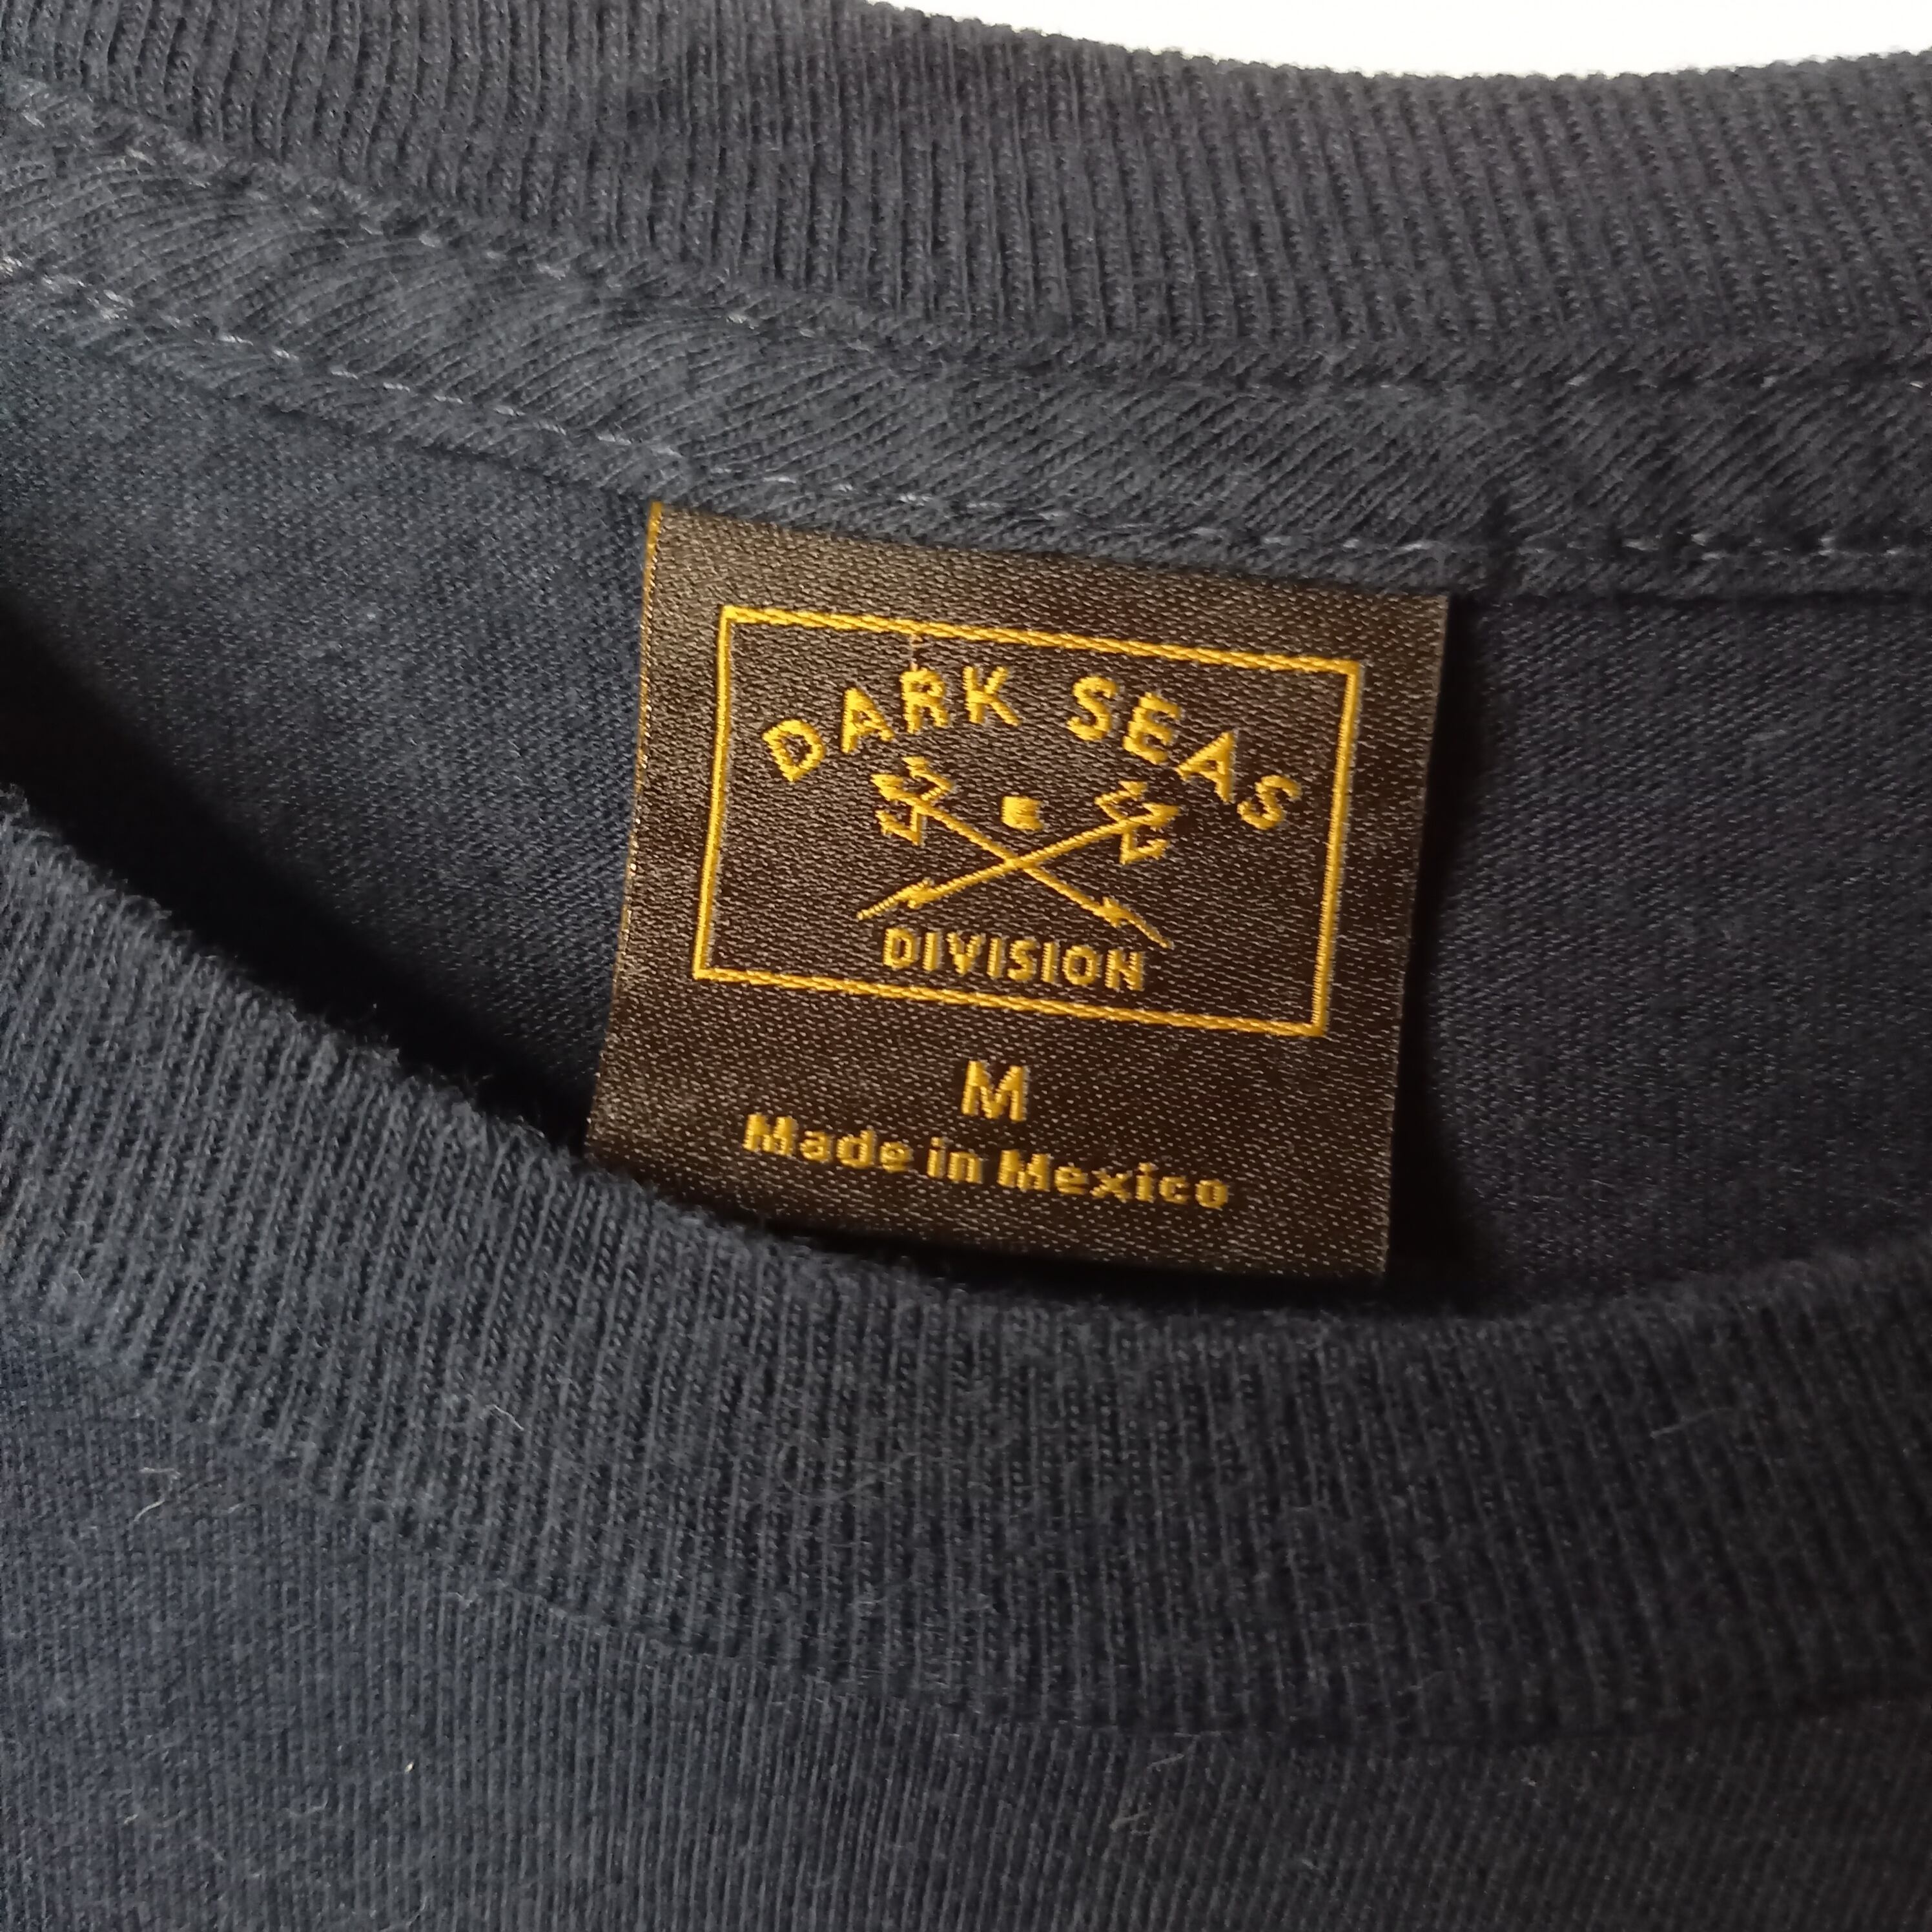 DARK SEAS
E
DIVISION
M
Made in Mexico